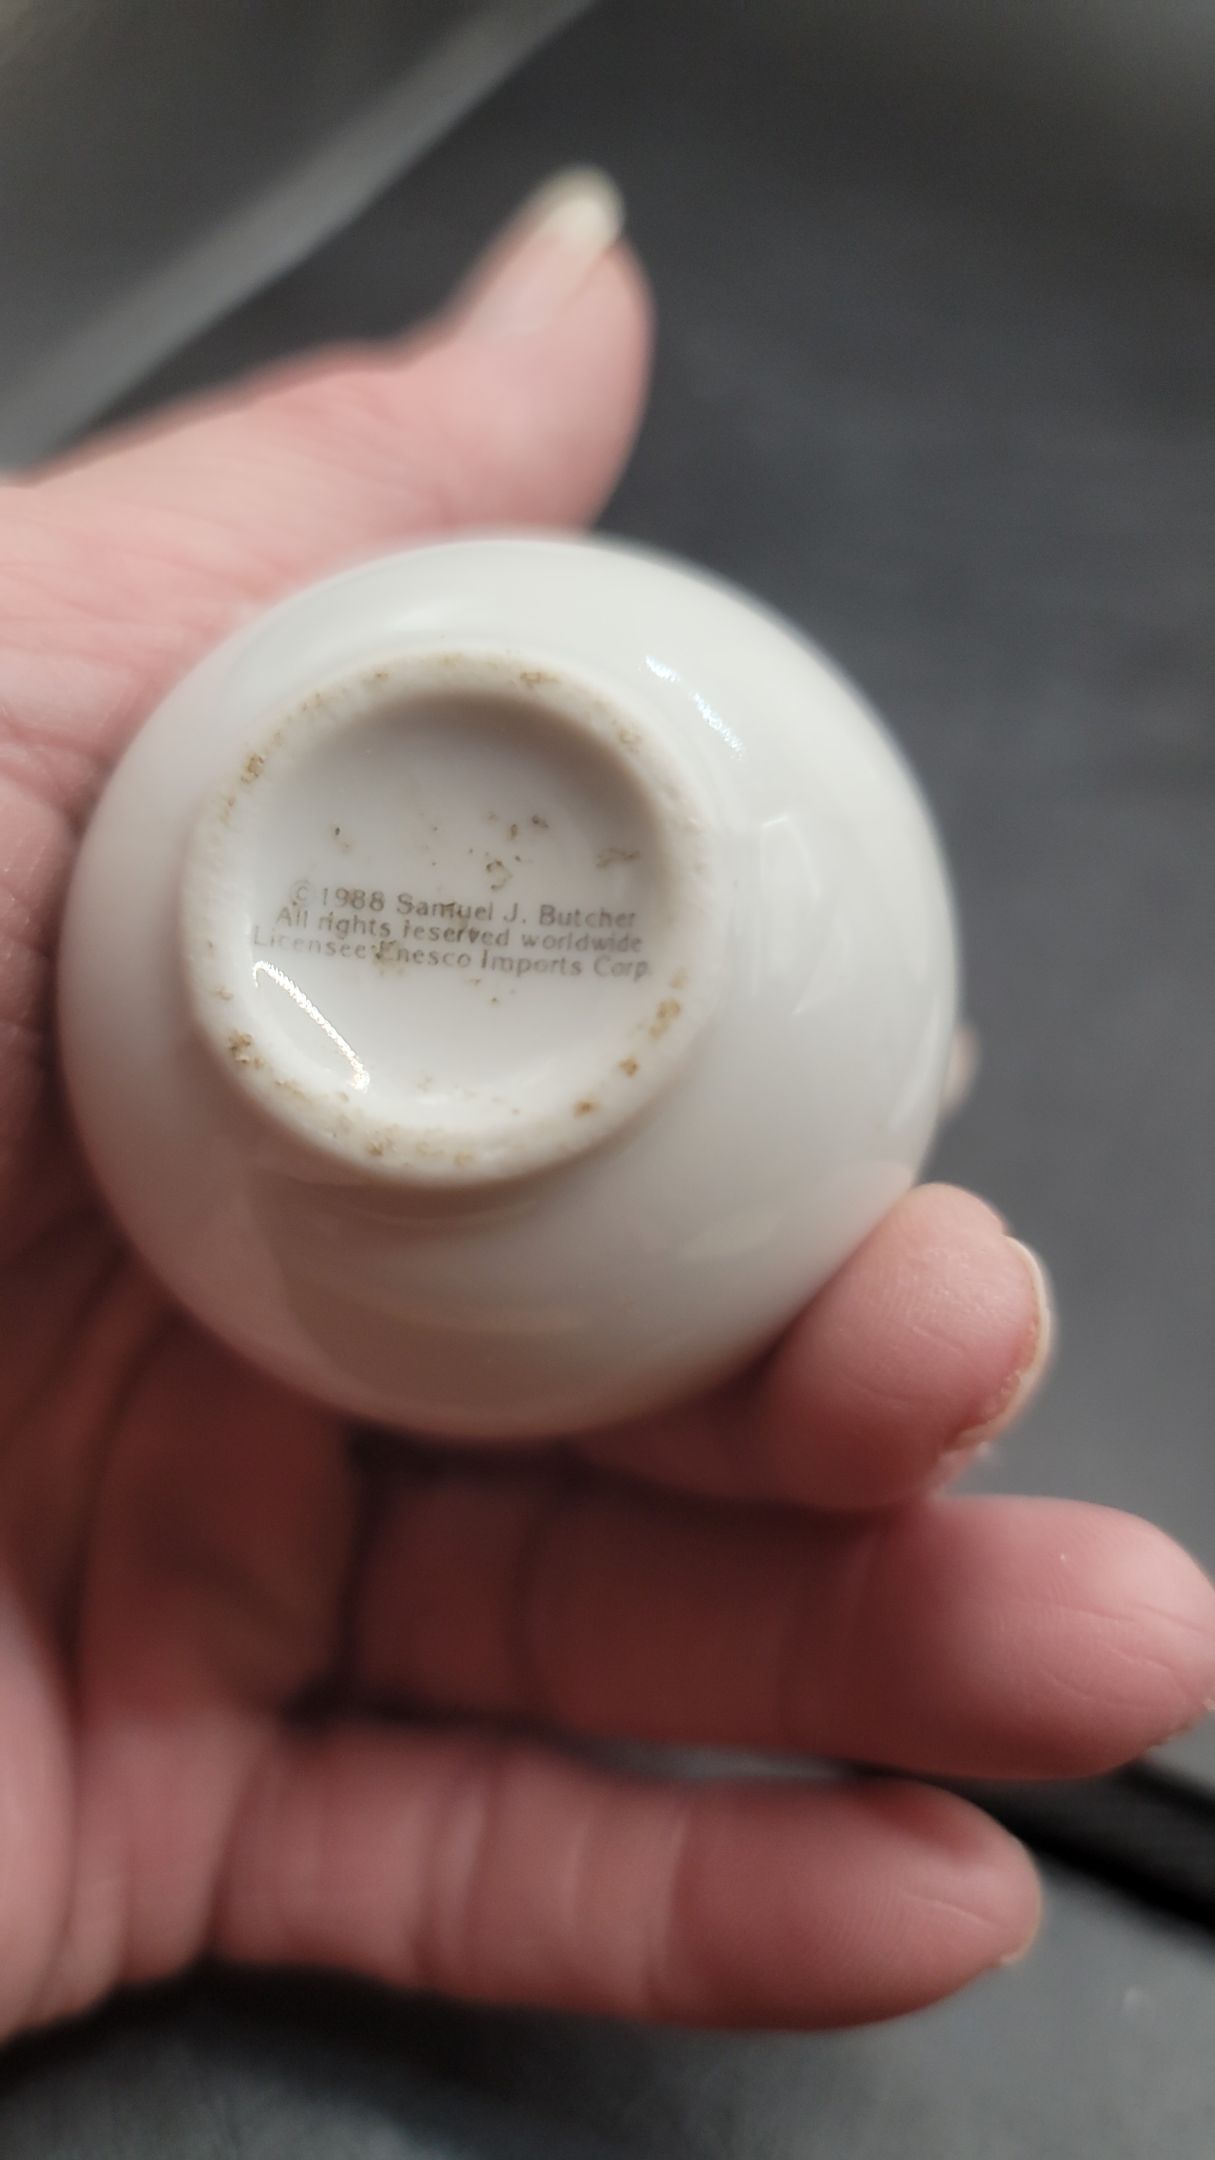 © 1988 Samuel J. Butcher
All rights reserved worldwide
Licensee Enesco Imports Corp.